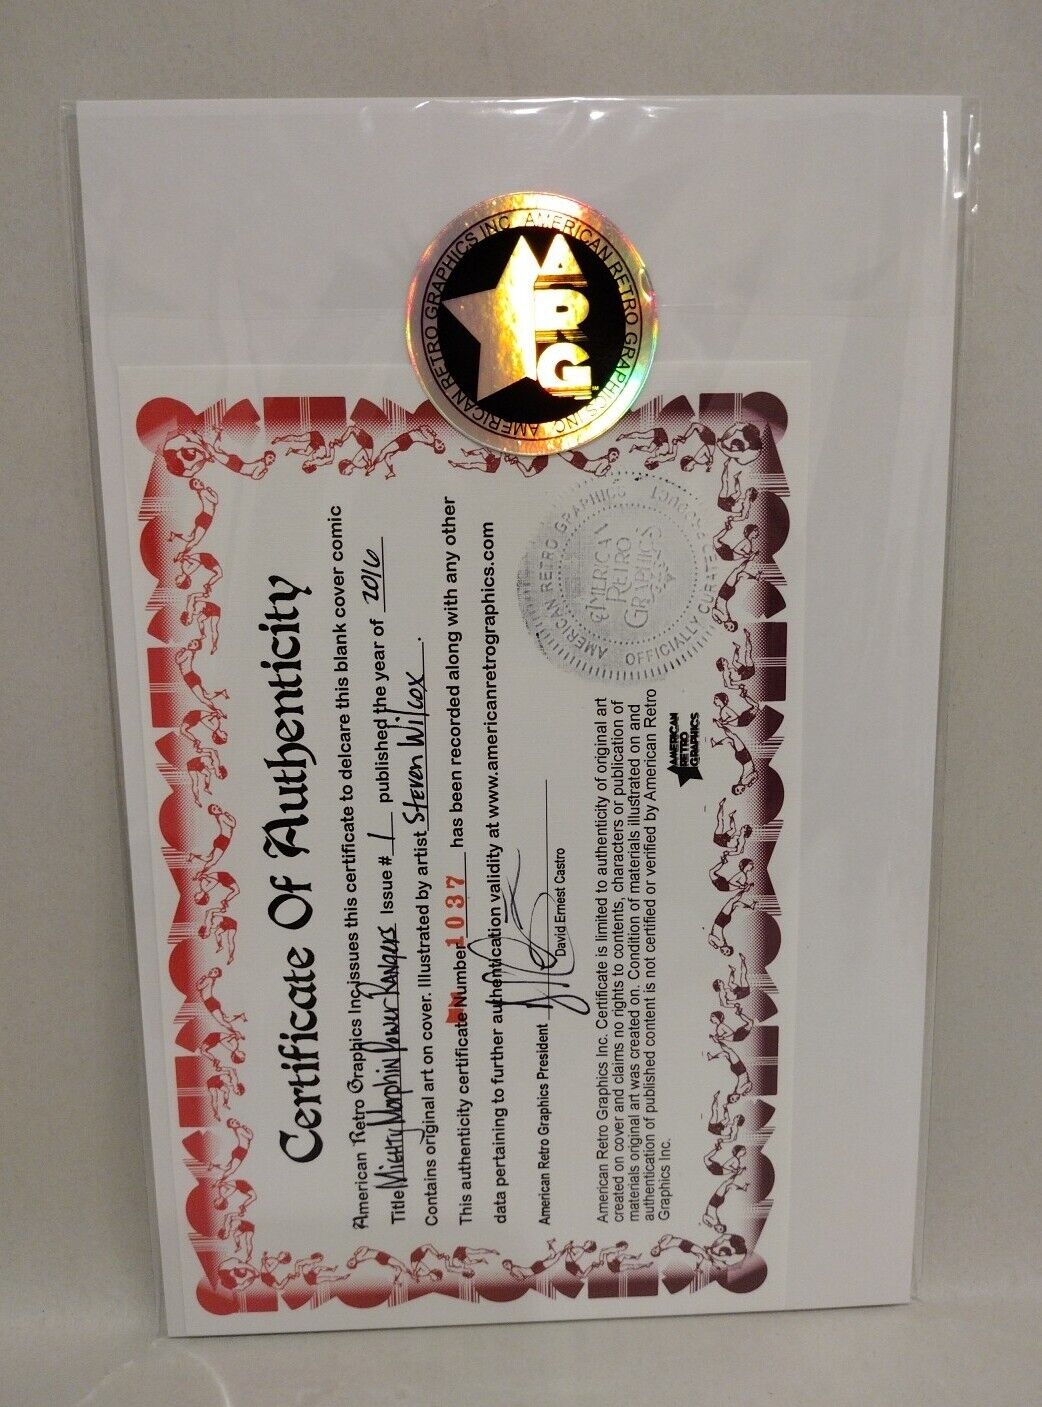 AMERICAN RETRO GRAPHICS INC. AMERICAN RETRO GRAPHICS INC.
ARG
TM
Certificate Of Authenticity
American Retro Graphics Inc.issues this certificate to delcare this blank cover comic
Title Mighty Morphin Power Rangers Issue # 1 published the year of 2016
Contains original art on cover. Illustrated by artist Steven Wilcox.
This authenticity certificate Number 1037 has been recorded along with any other
data pertaining to further authentication validity at www.americanretrographics.com
American Retro Graphics President
David Ernest Castro
American Retro Graphics Inc. Certificate is limited to authenticity of original art
created on cover and claims no rights to contents, characters or publication of
materials original art was created on. Condition of materials illustrated on and
authentication of published content is not certified or verified by American Retro
Graphics Inc.
AMERICAN
RETRO
GRAPHICS
AMERICAN RETRO GRAPHICS
OFFICIALLY CURATED PRODUCT
AMERICAN
RETRO
GRAPHICS